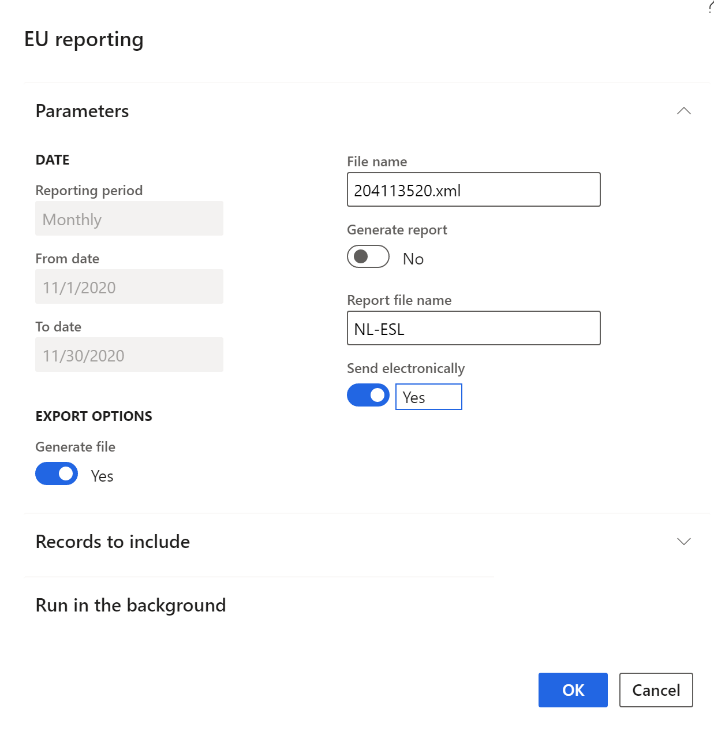 EU reporting
Parameters
DATE
Reporting period
Monthly
From date
11/1/2020
To date
11/30/2020
EXPORT OPTIONS
Generate file
Yes
File name
204113520.xml
Generate report
No
Report file name
NL-ESL
Send electronically
Yes
Records to include
Run in the background
OK
Cancel